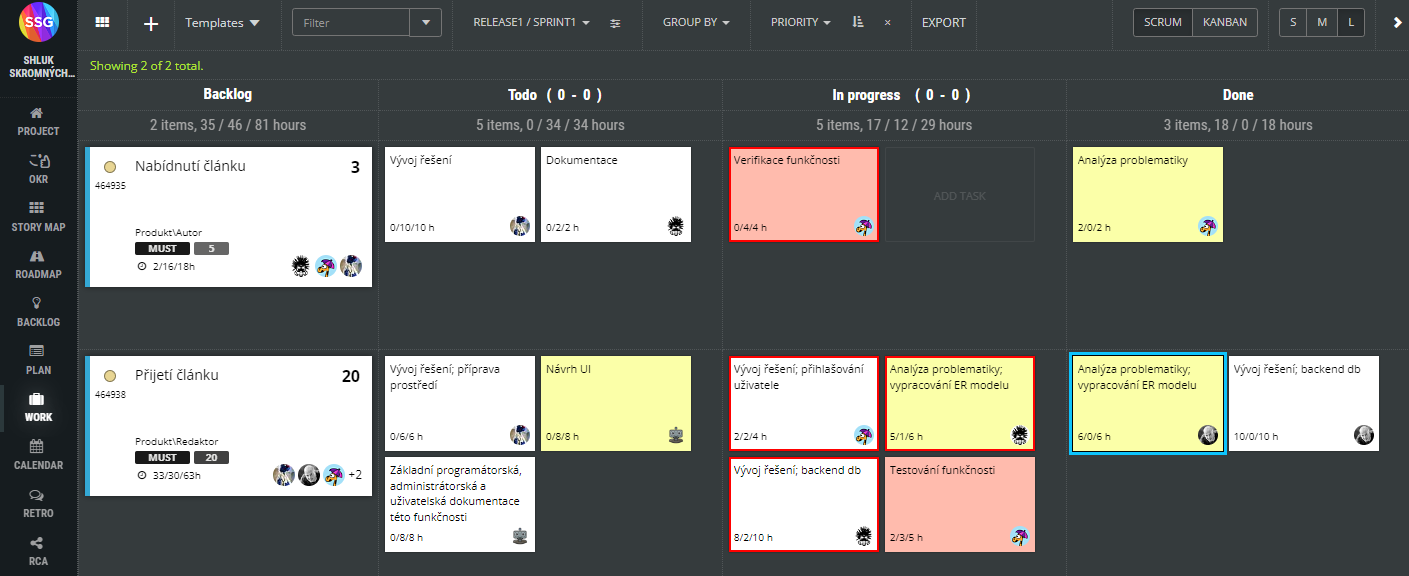 SSG
SHLUK
SKROMNÝCH...
PROJECT
OKR
STORY MAP
ROADMAP
BACKLOG
PLAN
WORK
CALENDAR
RETRO
RCA
Templates
Filter
RELEASE1 / SPRINT1
GROUP BY
PRIORITY
×
EXPORT
SCRUM
KANBAN
S
M
L
Showing 2 of 2 total.
Backlog
Todo ( 0 - 0 )
In progress ( 0 - 0 )
Done
2 items, 35 / 46 / 81 hours
5 items, 0 / 34 / 34 hours
5 items, 17 / 12 / 29 hours
3 items, 18 / 0 / 18 hours
Nabídnutí článku
3
464935
Produkt\Autor
MUST
5
2/16/18h
Vývoj řešení
0/10/10 h
Dokumentace
0/2/2 h
Verifikace funkčnosti
0/4/4 h
ADD TASK
Analýza problematiky
2/0/2 h
Přijetí článku
20
464938
Produkt\Redaktor
MUST
20
33/30/63h
+2
Vývoj řešení; příprava
prostředí
0/6/6 h
Návrh UI
0/8/8 h
Základní programátorská,
administrátorská a
uživatelská dokumentace
této funkčnosti
0/8/8 h
Vývoj řešení; přihlašování
uživatele
2/2/4 h
Analýza problematiky;
vypracování ER modelu
5/1/6 h
Vývoj řešení; backend db
8/2/10 h
Testování funkčnosti
2/3/5 h
Analýza problematiky;
vypracování ER modelu
6/0/6 h
Vývoj řešení; backend db
10/0/10 h